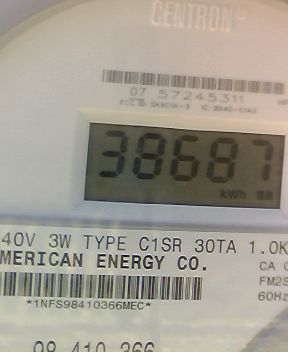 CENTRON®
07 57245311
38687
kWh
40V 3W TYPE C1SR 30TA 1.0K
MERICAN ENERGY CO.
CA
FM2S
60Hz
*1NFS98410366MEC*
98 410 366